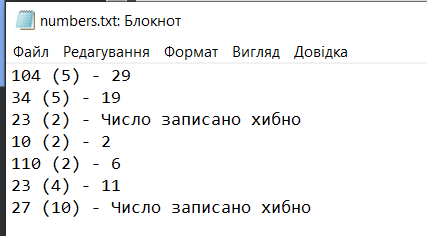 numbers.txt: Блокнот
Файл Редагування Формат Вигляд Довідка
104 (5) - 29
34 (5) - 19
23 (2) - Число записано хибно
10 (2) - 2
110 (2) - 6
23 (4) - 11
27 (10) - Число записано хибно